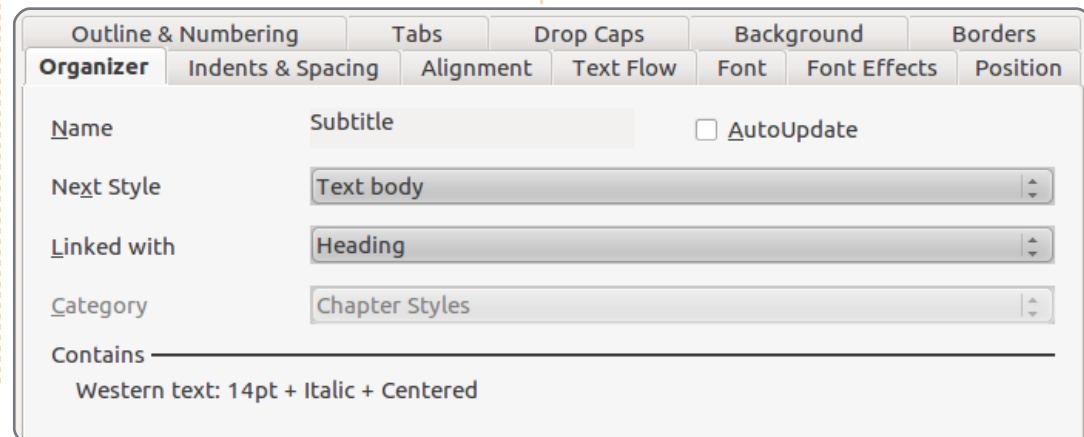 Outline & Numbering Tabs Drop Caps Background Borders
Organizer Indents & Spacing Alignment Text Flow Font Font Effects Position
Name Subtitle AutoUpdate
Next Style Text body
Linked with Heading
Category Chapter Styles
Contains
Western text: 14pt + Italic + Centered